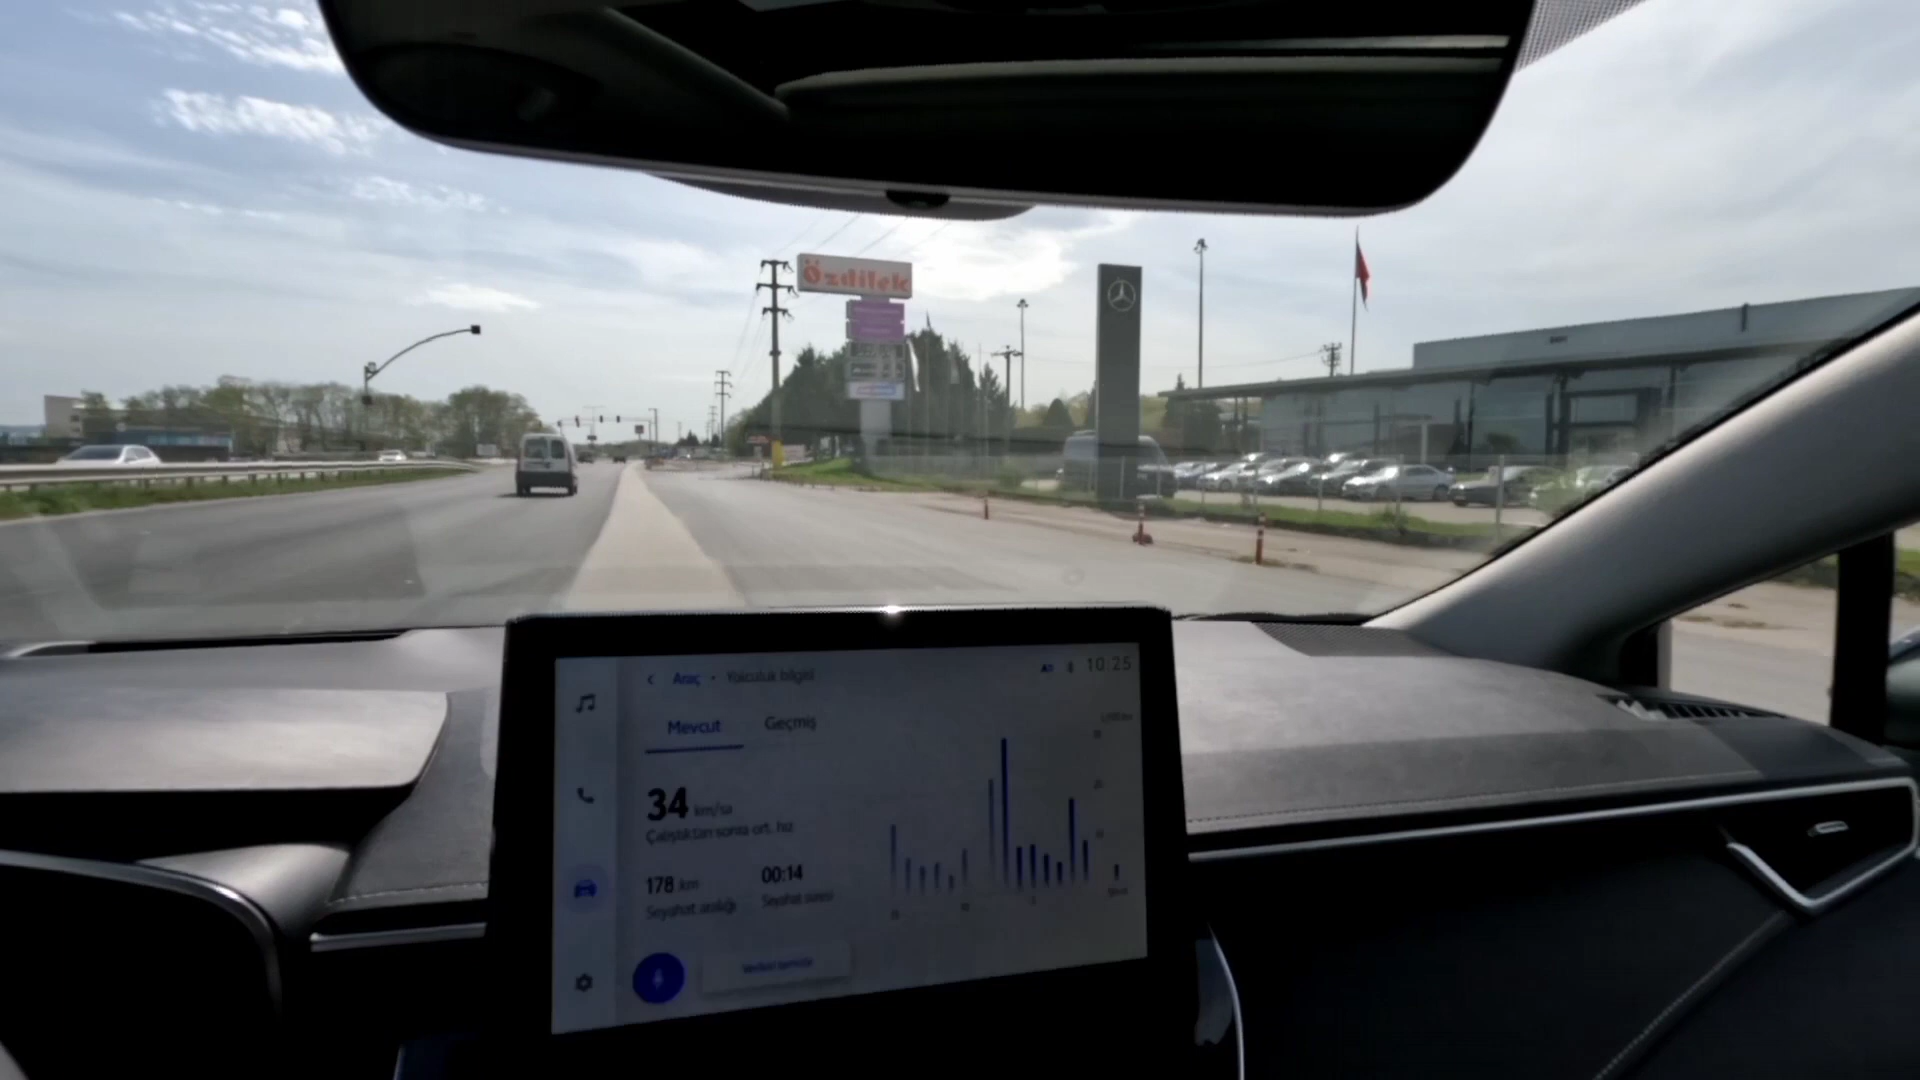 Özdilek
Araç • Yolculuk bilgisi
10:25
Mevcut
Geçmiş
34 km/sa
Çalıştıktan sonra ort. hız
178 km
Seyahat aralığı
00:14
Seyahat süresi